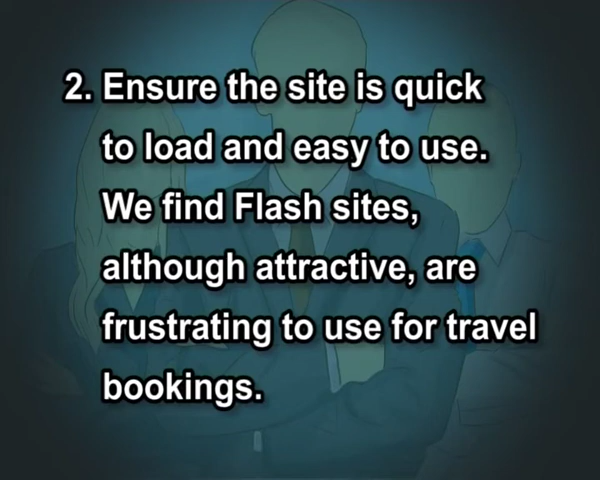 2. Ensure the site is quick
to load and easy to use.
We find Flash sites,
although attractive, are
frustrating to use for travel
bookings.